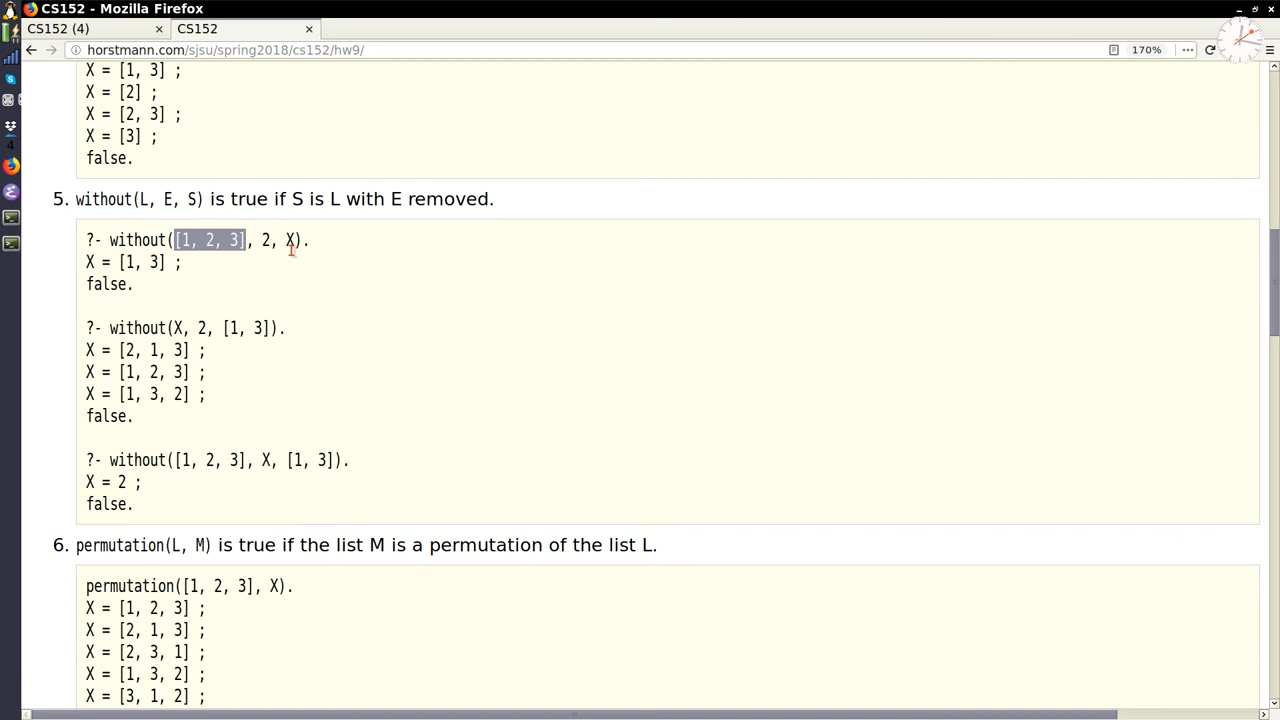 CS152 - Mozilla Firefox
CS152 (4)
CS152
horstmann.com/sjsu/spring2018/cs152/hw9/
170%
4
X = [1, 3] ;
X = [2] ;
X = [2, 3] ;
X = [3] ;
false.
5. without(L, E, S) is true if S is L with E removed.
?- without([1, 2, 3], 2, X).
X = [1, 3] ;
false.
?- without(X, 2, [1, 3]).
X = [2, 1, 3] ;
X = [1, 2, 3] ;
X = [1, 3, 2] ;
false.
?- without([1, 2, 3], X, [1, 3]).
X = 2 ;
false.
6. permutation(L, M) is true if the list M is a permutation of the list L.
permutation([1, 2, 3], X).
X = [1, 2, 3] ;
X = [2, 1, 3] ;
X = [2, 3, 1] ;
X = [1, 3, 2] ;
X = [3, 1, 2] ;